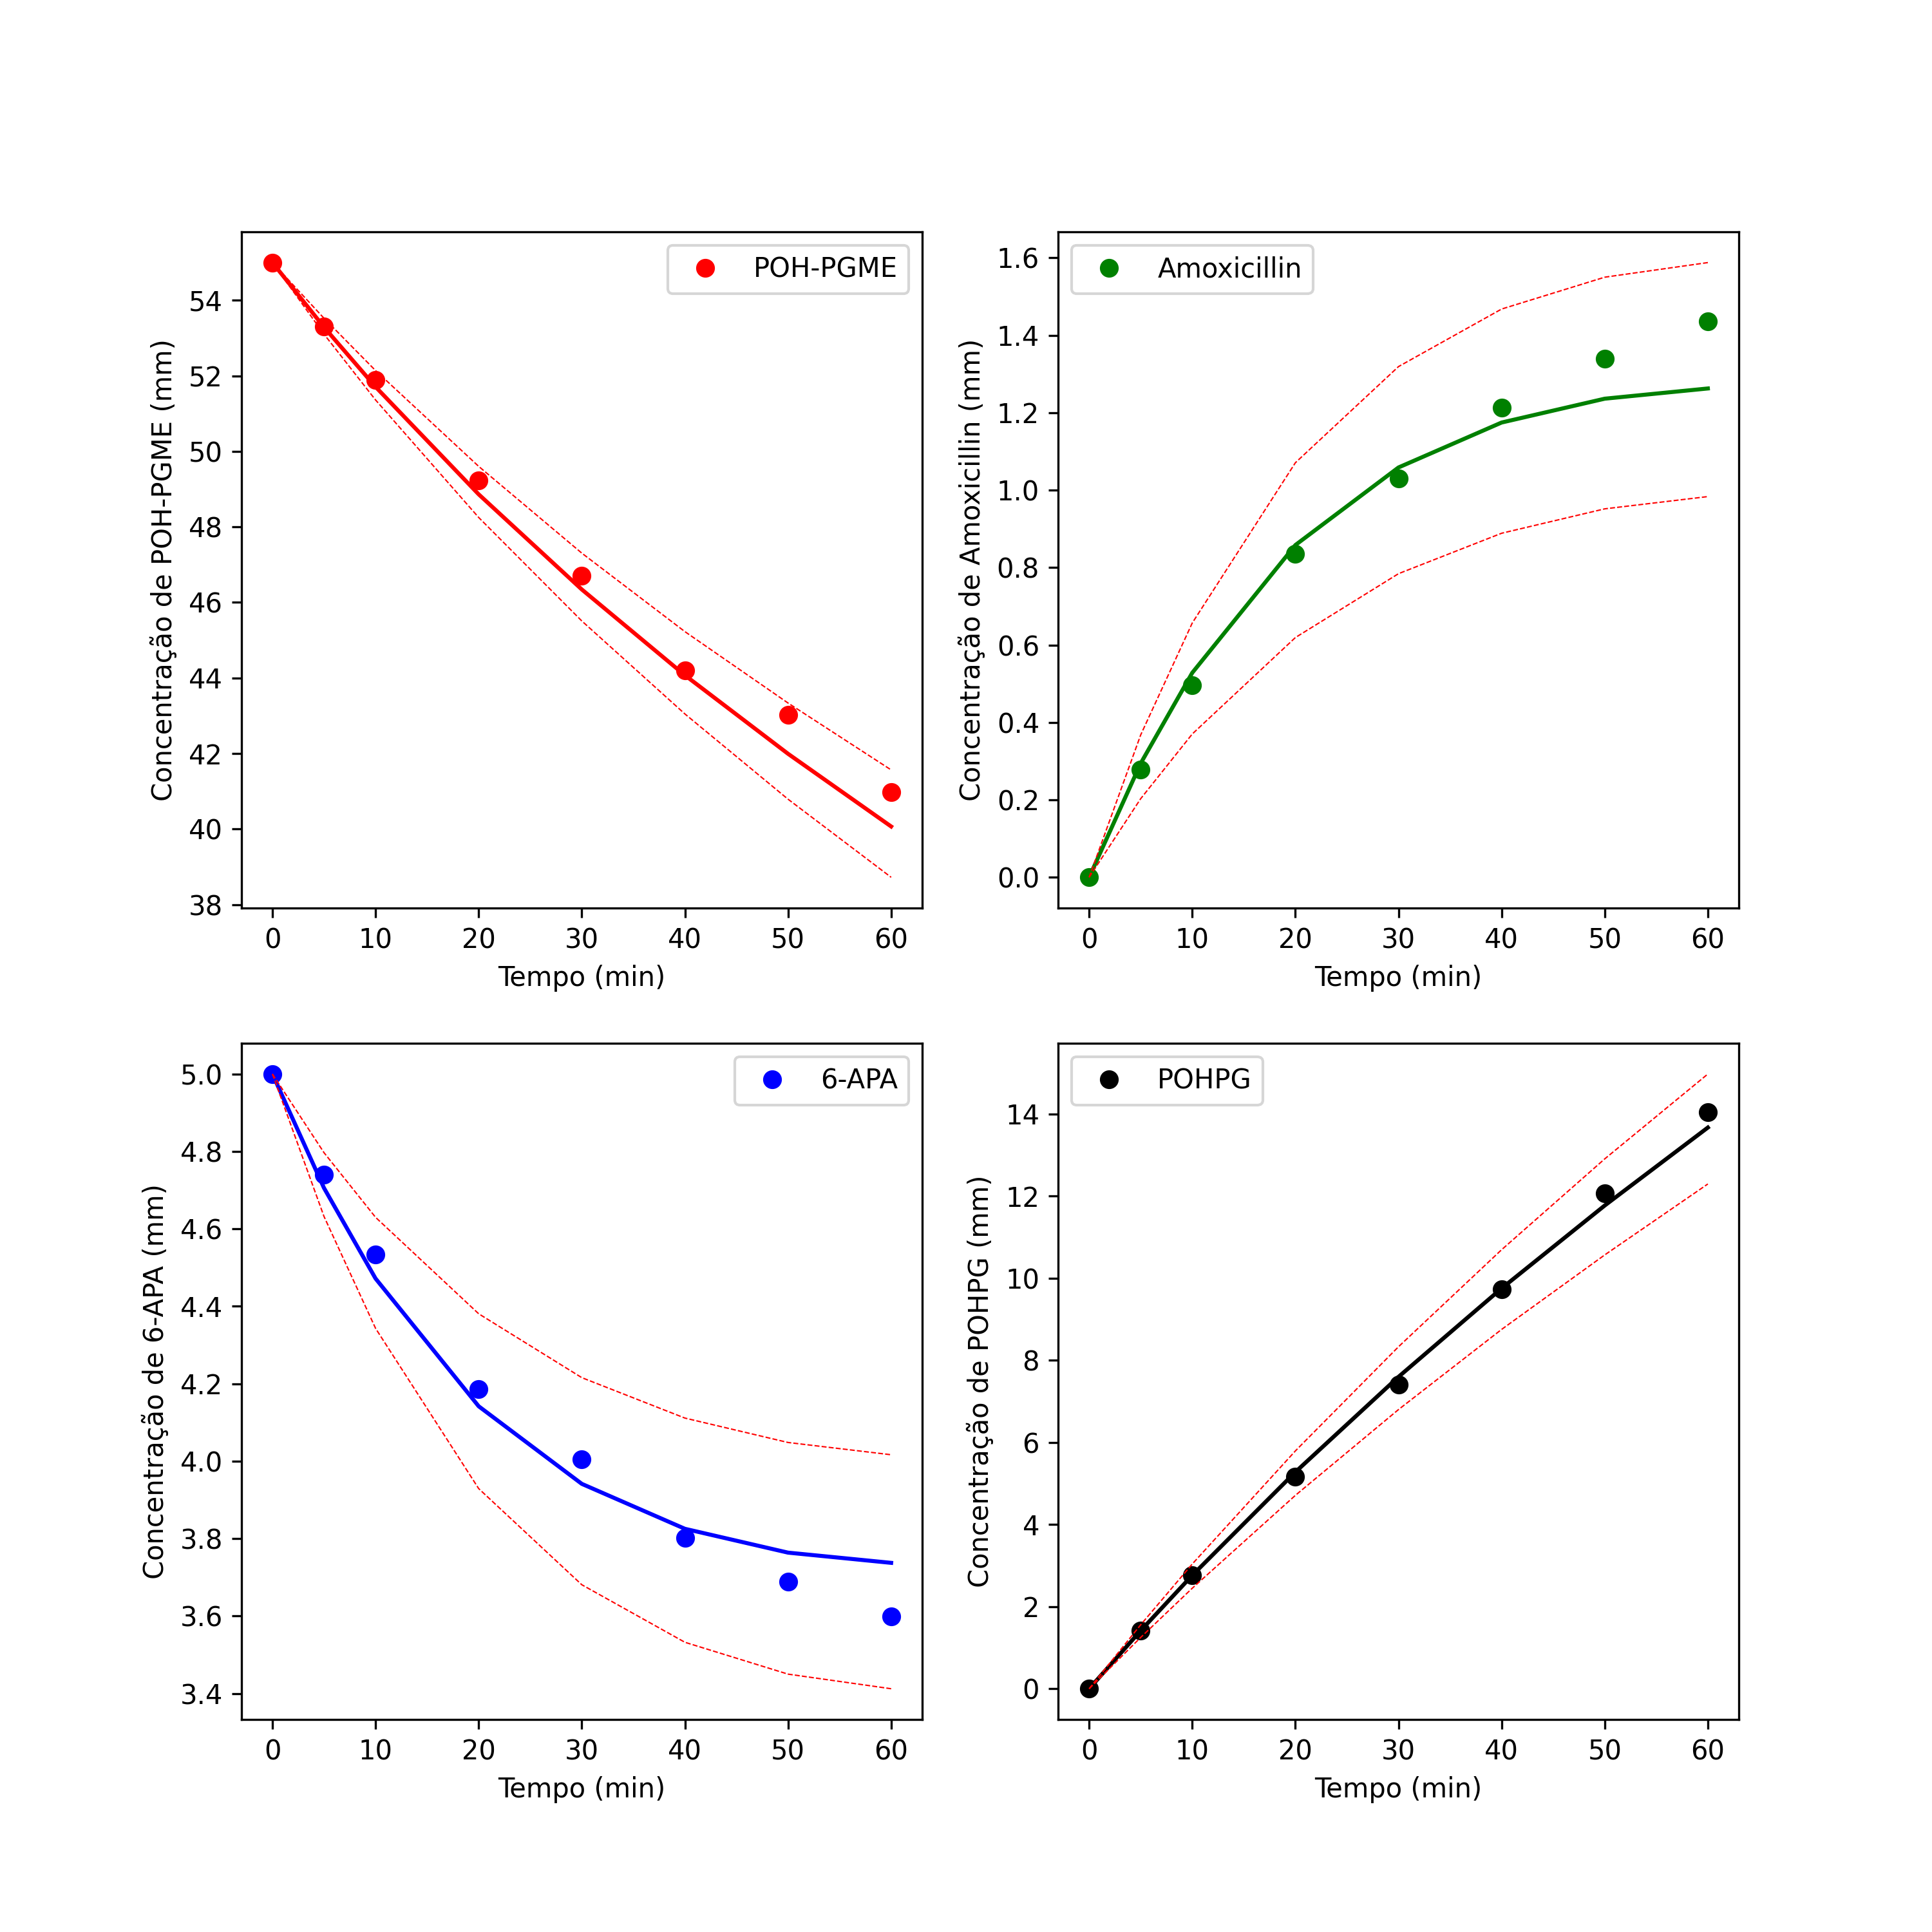 POH-PGME
54
52
50
48
46
44
42
40
38
Concentração de POH-PGME (mm)
0 10 20 30 40 50 60
Tempo (min)
Amoxicillin
1.6
1.4
1.2
1.0
0.8
0.6
0.4
0.2
0.0
Concentração de Amoxicillin (mm)
0 10 20 30 40 50 60
Tempo (min)
6-APA
5.0
4.8
4.6
4.4
4.2
4.0
3.8
3.6
3.4
Concentração de 6-APA (mm)
0 10 20 30 40 50 60
Tempo (min)
POHPG
14
12
10
8
6
4
2
0
Concentração de POHPG (mm)
0 10 20 30 40 50 60
Tempo (min)